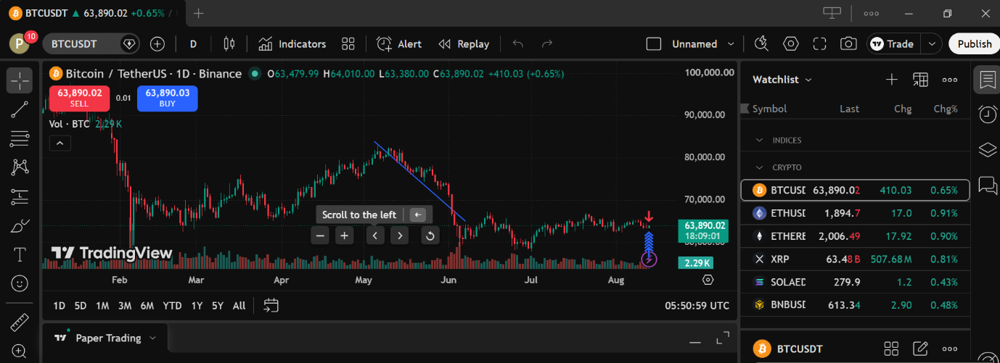 BTCUSDT ▲ 63,890.02 +0.65% /
P 10 BTCUSDT D Indicators Alert Replay Unnamed Trade Publish
Bitcoin / TetherUS · 1D · Binance O63,479.99 H64,010.00 L63,380.00 C63,890.02 +410.03 (+0.65%)
63,890.02 SELL 0.01 63,890.03 BUY
Vol · BTC 2.29 K
100,000.00
90,000.00
80,000.00
70,000.00
63,890.02
18:09:01
2.29 K
Scroll to the left
TradingView
Feb Mar Apr May Jun Jul Aug
1D 5D 1M 3M 6M YTD 1Y 5Y All 05:50:59 UTC
Paper Trading
Watchlist
Symbol Last Chg Chg%
INDICES
CRYPTO
BTCUSD 63,890.02 410.03 0.65%
ETHUSD 1,894.7 17.0 0.91%
ETHERE 2,006.49 17.92 0.90%
XRP 63.48 B 507.68 M 0.81%
SOLAED 279.9 1.2 0.43%
BNBUSD 613.34 2.90 0.48%
BTCUSDT